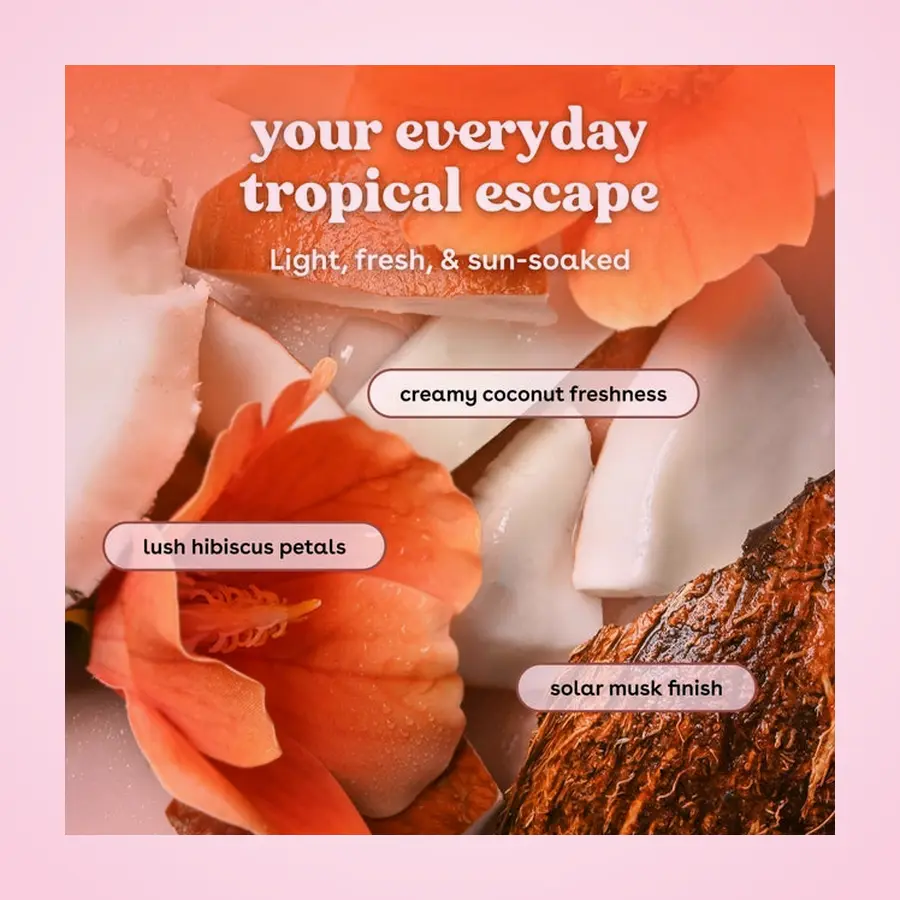 your everyday
tropical escape
Light, fresh, & sun-soaked
creamy coconut freshness
lush hibiscus petals
solar musk finish